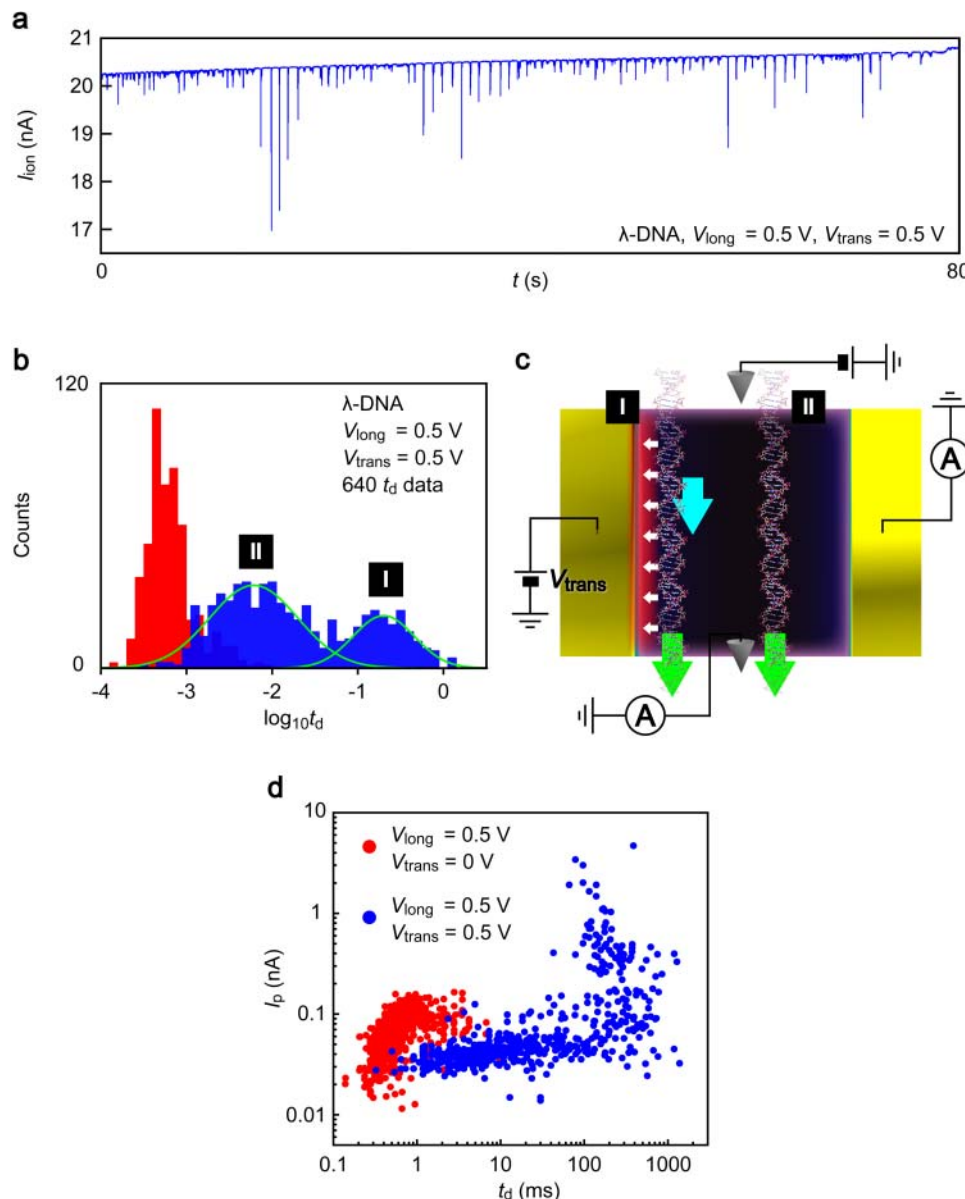 a
21
20
19
18
17
I_ion (nA)
λ-DNA, V_long = 0.5 V, V_trans = 0.5 V
0
80
t (s)
b
120
Counts
0
λ-DNA
V_long = 0.5 V
V_trans = 0.5 V
640 t_d data
II
I
-4
-3
-2
-1
0
log₁₀t_d
c
I
II
A
V_trans
A
d
10
1
0.1
0.01
I_p (nA)
V_long = 0.5 V
V_trans = 0 V
V_long = 0.5 V
V_trans = 0.5 V
0.1
1
10
100
1000
t_d (ms)